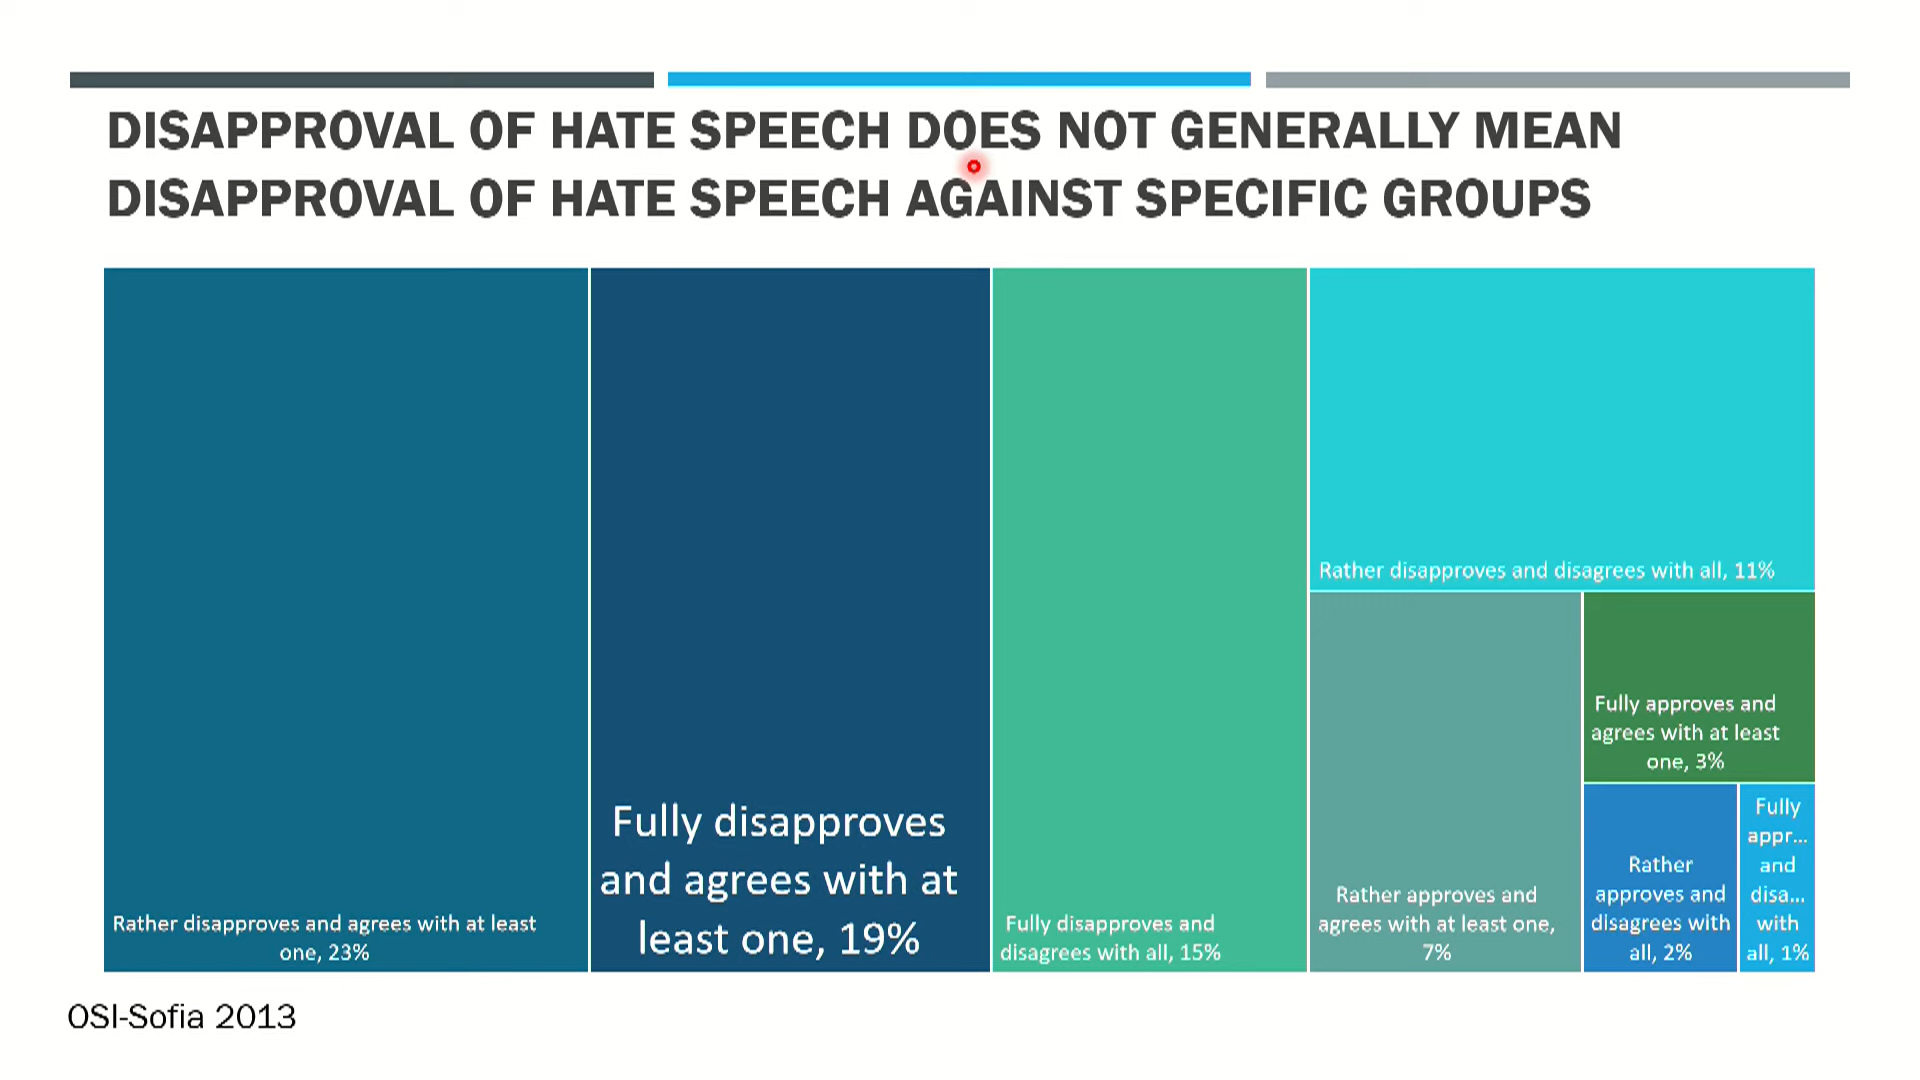 DISAPPROVAL OF HATE SPEECH DOES NOT GENERALLY MEAN
DISAPPROVAL OF HATE SPEECH AGAINST SPECIFIC GROUPS
Rather disapproves and agrees with at least
one, 23%
Fully disapproves
and agrees with at
least one, 19%
Fully disapproves and
disagrees with all, 15%
Rather disapproves and disagrees with all, 11%
Rather approves and
agrees with at least one,
7%
Fully approves and
agrees with at least
one, 3%
Rather
approves and
disagrees with
all, 2%
Fully
appr...
and
disa...
with
all, 1%
OSI-Sofia 2013